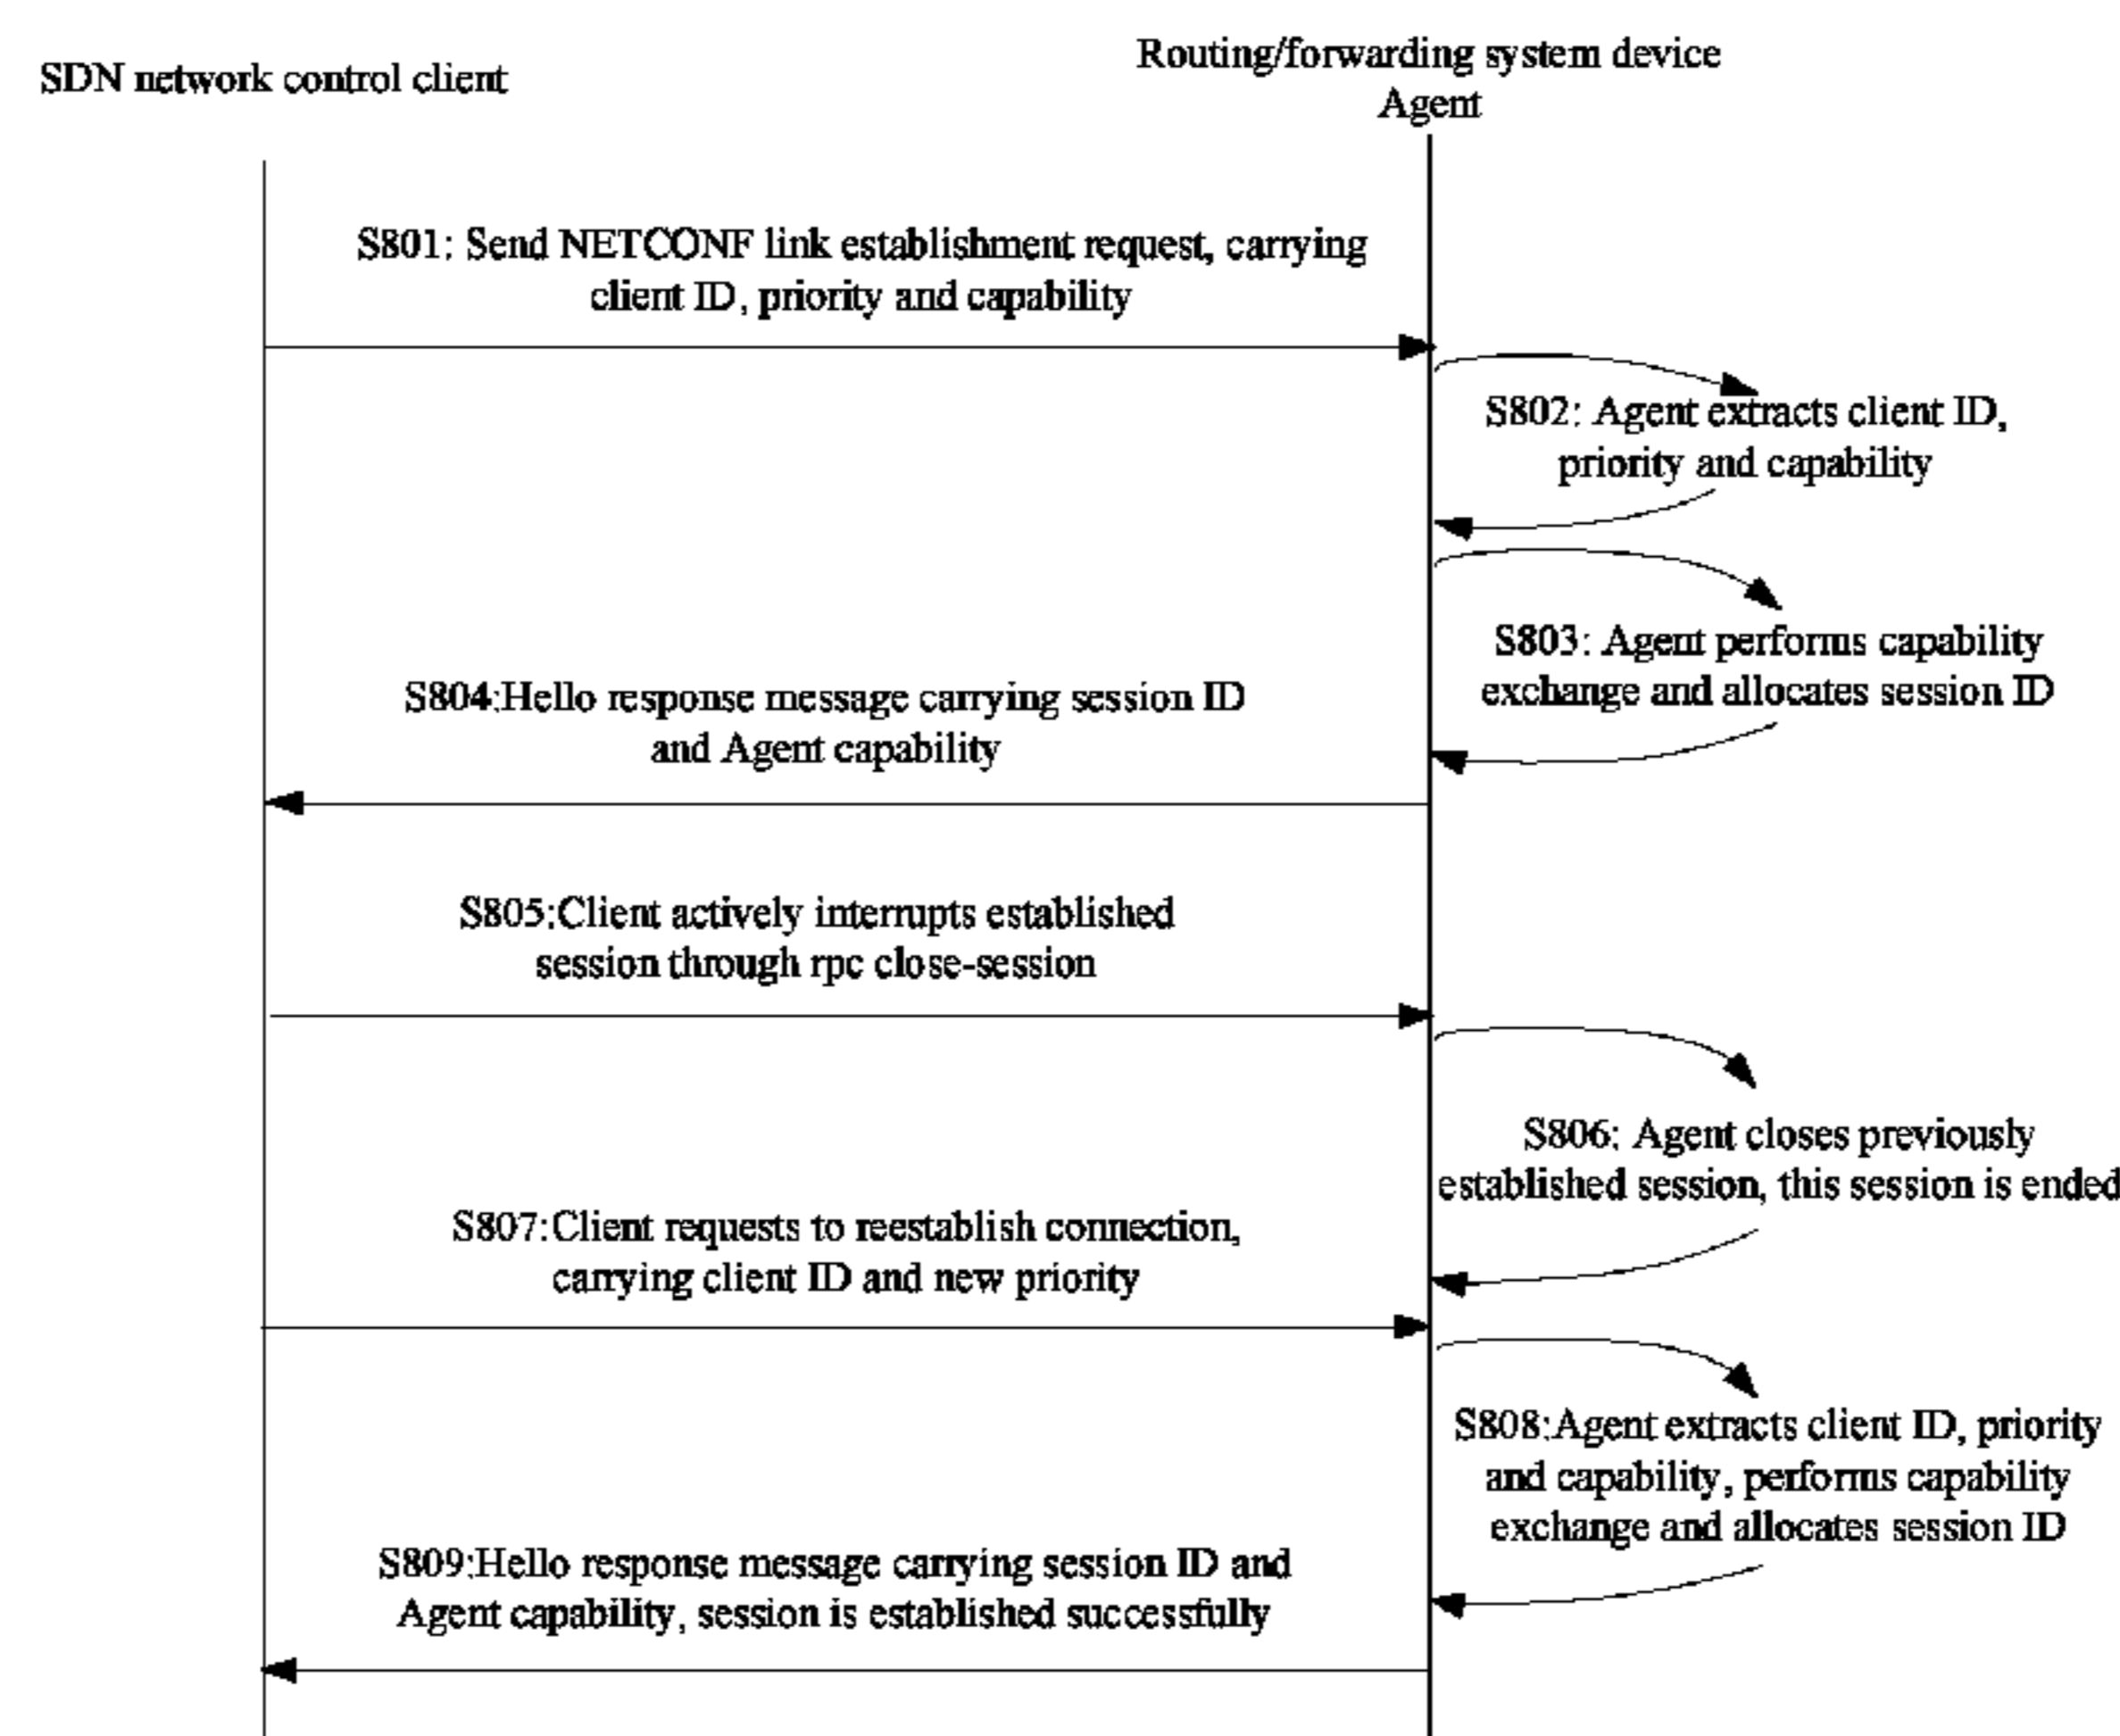 SDN network control client
Routing/forwarding system device
Agent
S801: Send NETCONF link establishment request, carrying
client ID, priority and capability
S802: Agent extracts client ID,
priority and capability
S803: Agent performs capability
exchange and allocates session ID
S804:Hello response message carrying session ID
and Agent capability
S805:Client actively interrupts established
session through rpc close-session
S806: Agent closes previously
established session, this session is ended
S807:Client requests to reestablish connection,
carrying client ID and new priority
S808:Agent extracts client ID, priority
and capability, performs capability
exchange and allocates session ID
S809:Hello response message carrying session ID and
Agent capability, session is established successfully